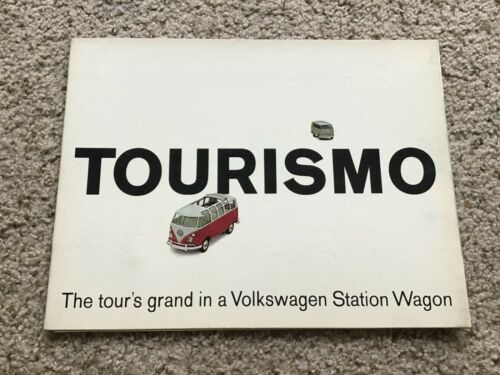 TOURISMO
The tour's grand in a Volkswagen Station Wagon